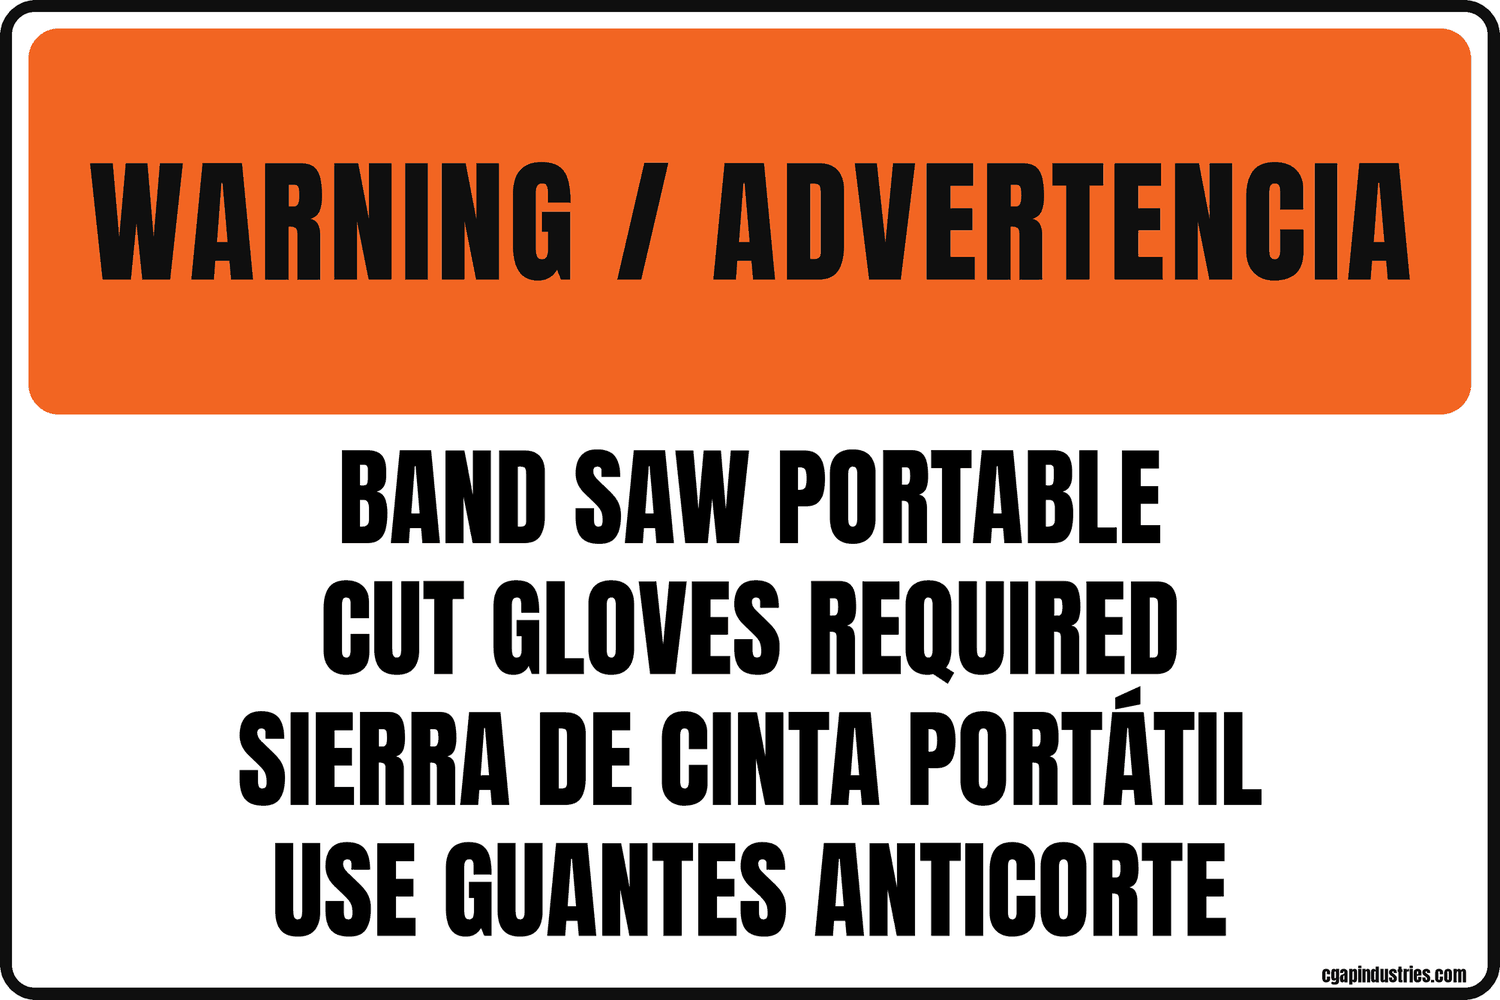 WARNING / ADVERTENCIA
BAND SAW PORTABLE
CUT GLOVES REQUIRED
SIERRA DE CINTA PORTÁTIL
USE GUANTES ANTICORTE
cgapindustries.com